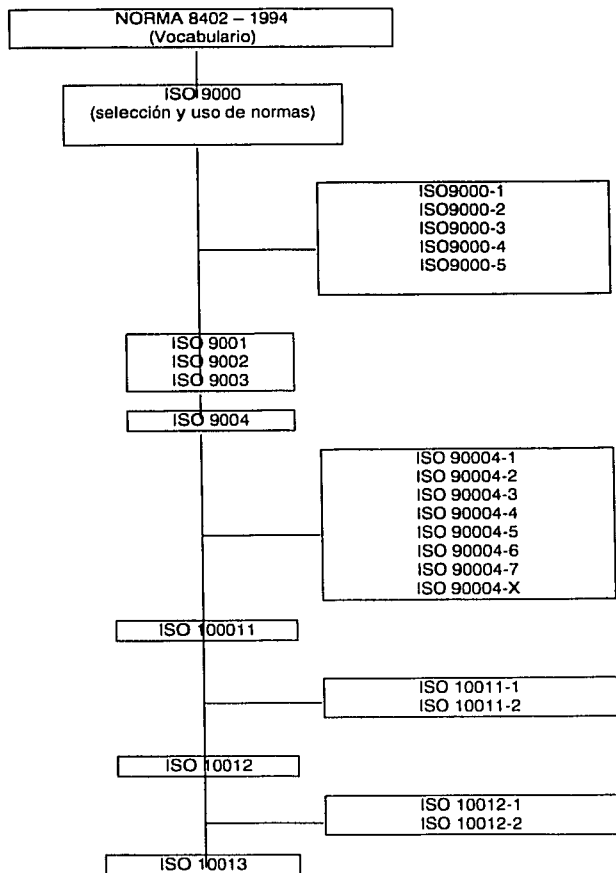 NORMA 8402 – 1994
(Vocabulario)
ISO 9000
(selección y uso de normas)
ISO9000-1
ISO9000-2
ISO9000-3
ISO9000-4
ISO9000-5
ISO 9001
ISO 9002
ISO 9003
ISO 9004
ISO 90004-1
ISO 90004-2
ISO 90004-3
ISO 90004-4
ISO 90004-5
ISO 90004-6
ISO 90004-7
ISO 90004-X
ISO 100011
ISO 10011-1
ISO 10011-2
ISO 10012
ISO 10012-1
ISO 10012-2
ISO 10013